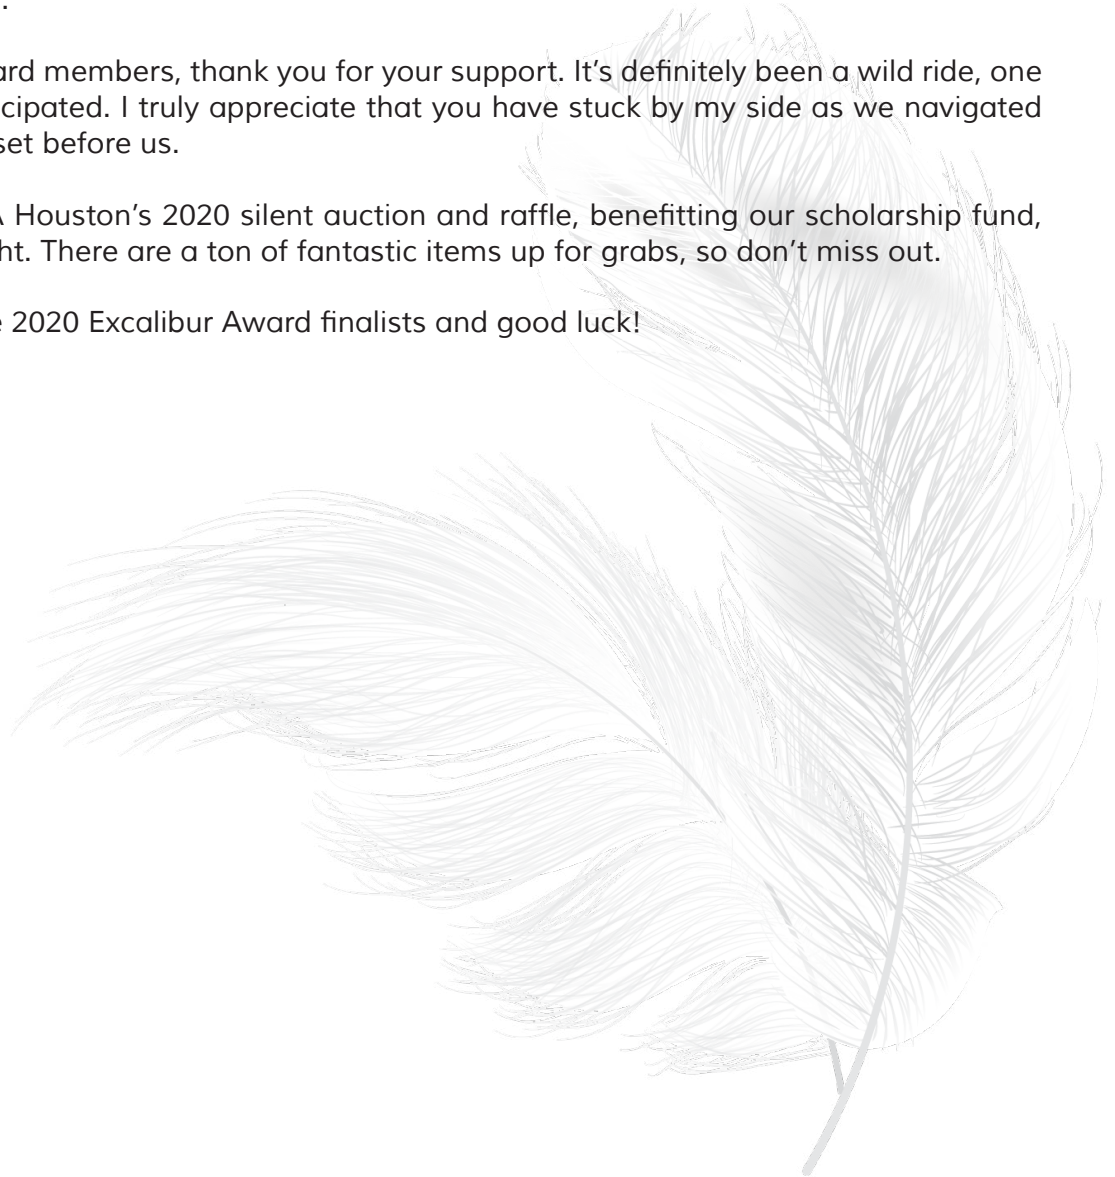 .
ard members, thank you for your support. It’s definitely been a wild ride, one
cipated. I truly appreciate that you have stuck by my side as we navigated
set before us.
A Houston’s 2020 silent auction and raffle, benefitting our scholarship fund,
ht. There are a ton of fantastic items up for grabs, so don’t miss out.
e 2020 Excalibur Award finalists and good luck!